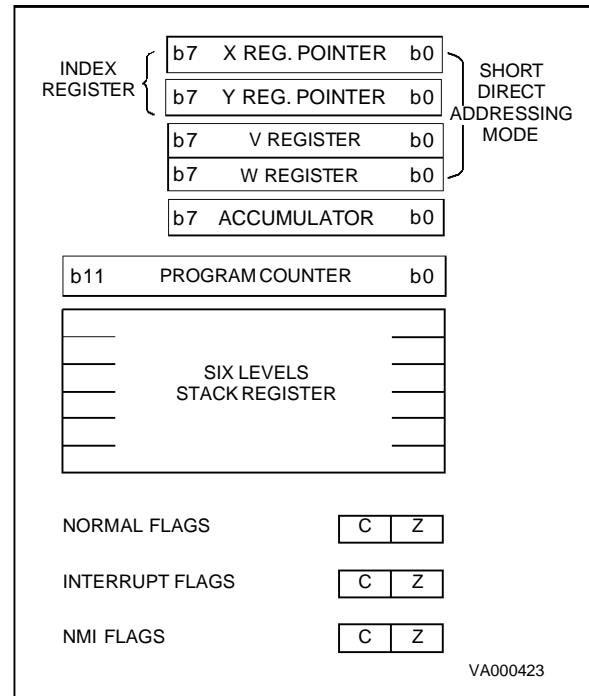 INDEX
REGISTER
b7 X REG. POINTER b0
b7 Y REG. POINTER b0
b7 V REGISTER b0
b7 W REGISTER b0
b7 ACCUMULATOR b0
SHORT
DIRECT
ADDRESSING
MODE
b11 PROGRAM COUNTER b0
SIX LEVELS
STACK REGISTER
NORMAL FLAGS C Z
INTERRUPT FLAGS C Z
NMI FLAGS C Z
VA000423